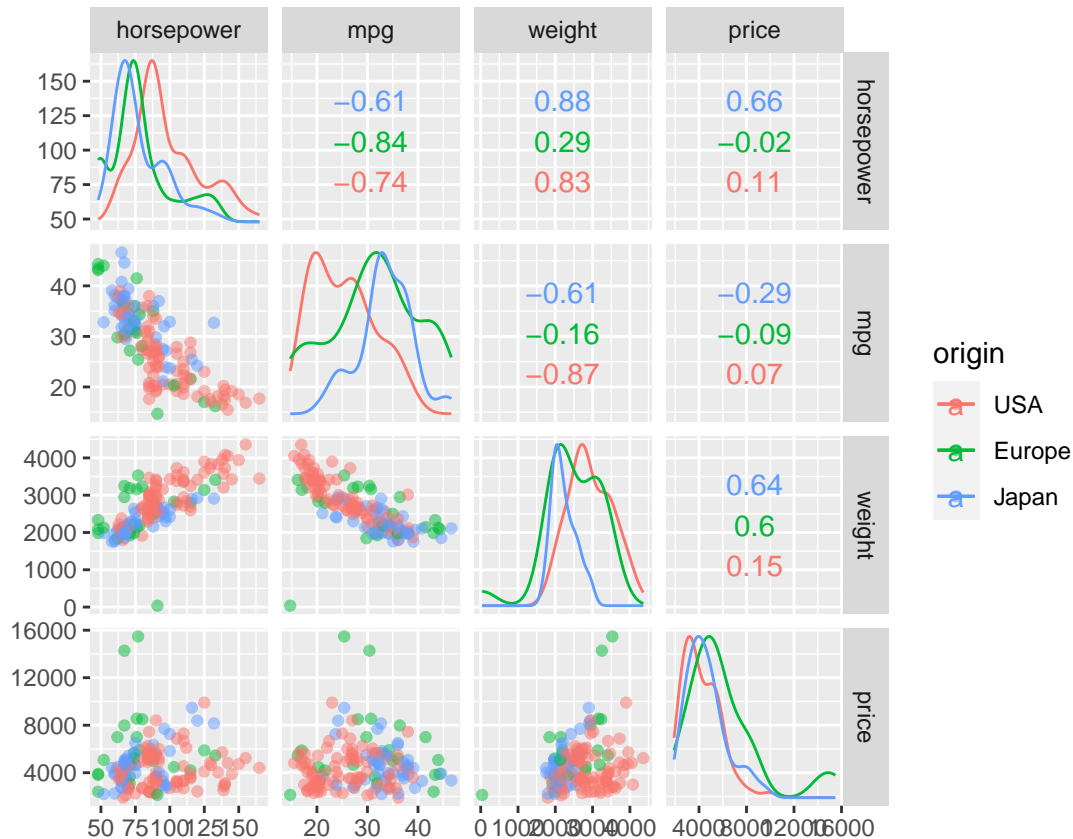 horsepower mpg weight price
150
125
100
75
50
−0.61 0.88 0.66
−0.84 0.29 −0.02
−0.74 0.83 0.11
horsepower
40
30
20
−0.61 −0.29
−0.16 −0.09
−0.87 0.07
mpg
origin
a USA
a Europe
a Japan
4000
3000
2000
1000
0
0.64
0.6
0.15
weight
16000
12000
8000
4000
price
50 75 100 125 150 20 30 40 0 1000 2000 3000 4000 4000 8000 12000 16000